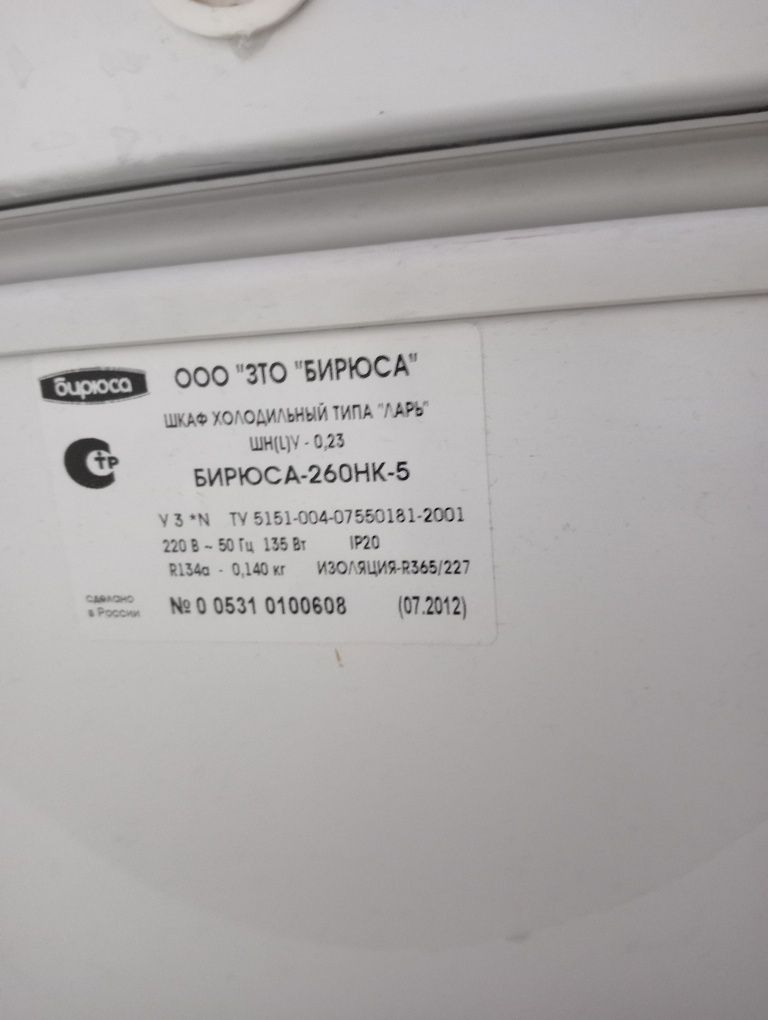 бирюса
ООО "ЗТО "БИРЮСА"
ШКАФ ХОЛОДИЛЬНЫЙ ТИПА "ЛАРЬ"
ШН(L)У - 0,23
БИРЮСА-260НК-5
СТР
У 3 *N ТУ 5151-004-07550181-2001
220 В ~ 50 Гц 135 Вт IP20
R134a - 0,140 кг ИЗОЛЯЦИЯ-R365/227
сделано
в России
№ 0 0531 0100608 (07.2012)